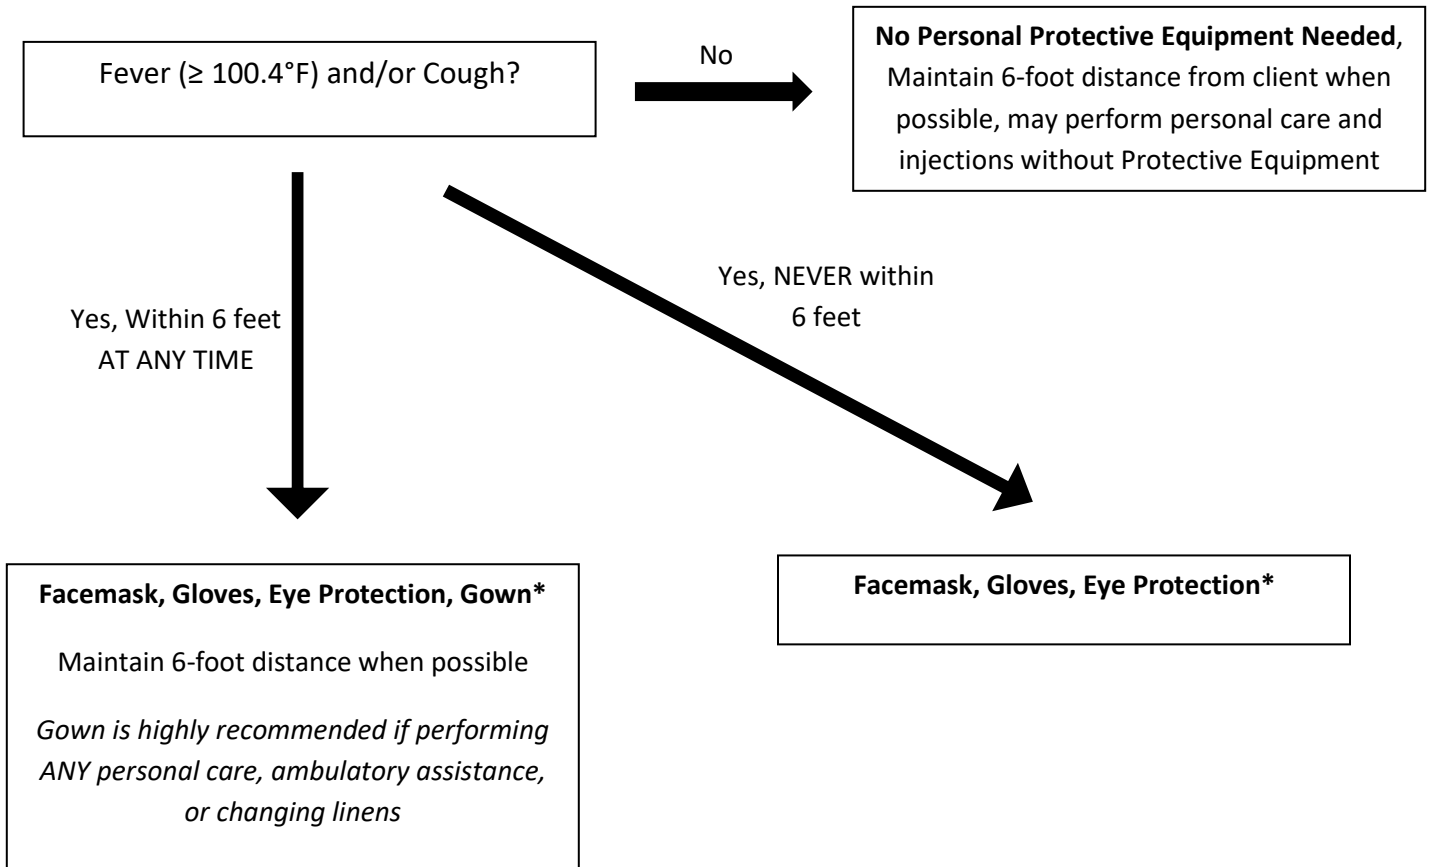 Fever (≥ 100.4°F) and/or Cough?
No
No Personal Protective Equipment Needed,
Maintain 6-foot distance from client when
possible, may perform personal care and
injections without Protective Equipment
Yes, Within 6 feet
AT ANY TIME
Yes, NEVER within
6 feet
Facemask, Gloves, Eye Protection, Gown*
Maintain 6-foot distance when possible
Gown is highly recommended if performing
ANY personal care, ambulatory assistance,
or changing linens
Facemask, Gloves, Eye Protection*